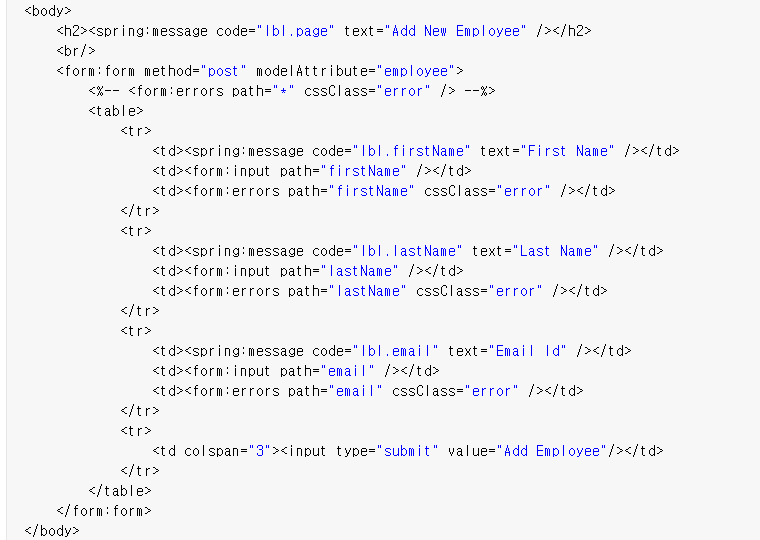 <body>
    <h2><spring:message code="lbl.page" text="Add New Employee" /></h2>
    <br/>
    <form:form method="post" modelAttribute="employee">
        <%-- <form:errors path="*" cssClass="error" /> --%>
        <table>
            <tr>
                <td><spring:message code="lbl.firstName" text="First Name" /></td>
                <td><form:input path="firstName" /></td>
                <td><form:errors path="firstName" cssClass="error" /></td>
            </tr>
            <tr>
                <td><spring:message code="lbl.lastName" text="Last Name" /></td>
                <td><form:input path="lastName" /></td>
                <td><form:errors path="lastName" cssClass="error" /></td>
            </tr>
            <tr>
                <td><spring:message code="lbl.email" text="Email Id" /></td>
                <td><form:input path="email" /></td>
                <td><form:errors path="email" cssClass="error" /></td>
            </tr>
            <tr>
                <td colspan="3"><input type="submit" value="Add Employee"/></td>
            </tr>
        </table>
    </form:form>
</body>